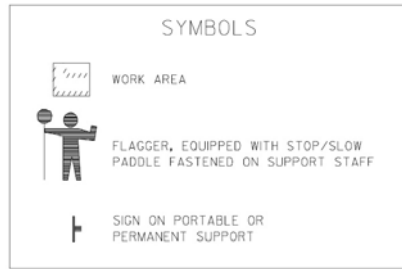 SYMBOLS
WORK AREA
FLAGGER, EQUIPPED WITH STOP/SLOW
PADDLE FASTENED ON SUPPORT STAFF
SIGN ON PORTABLE OR
PERMANENT SUPPORT